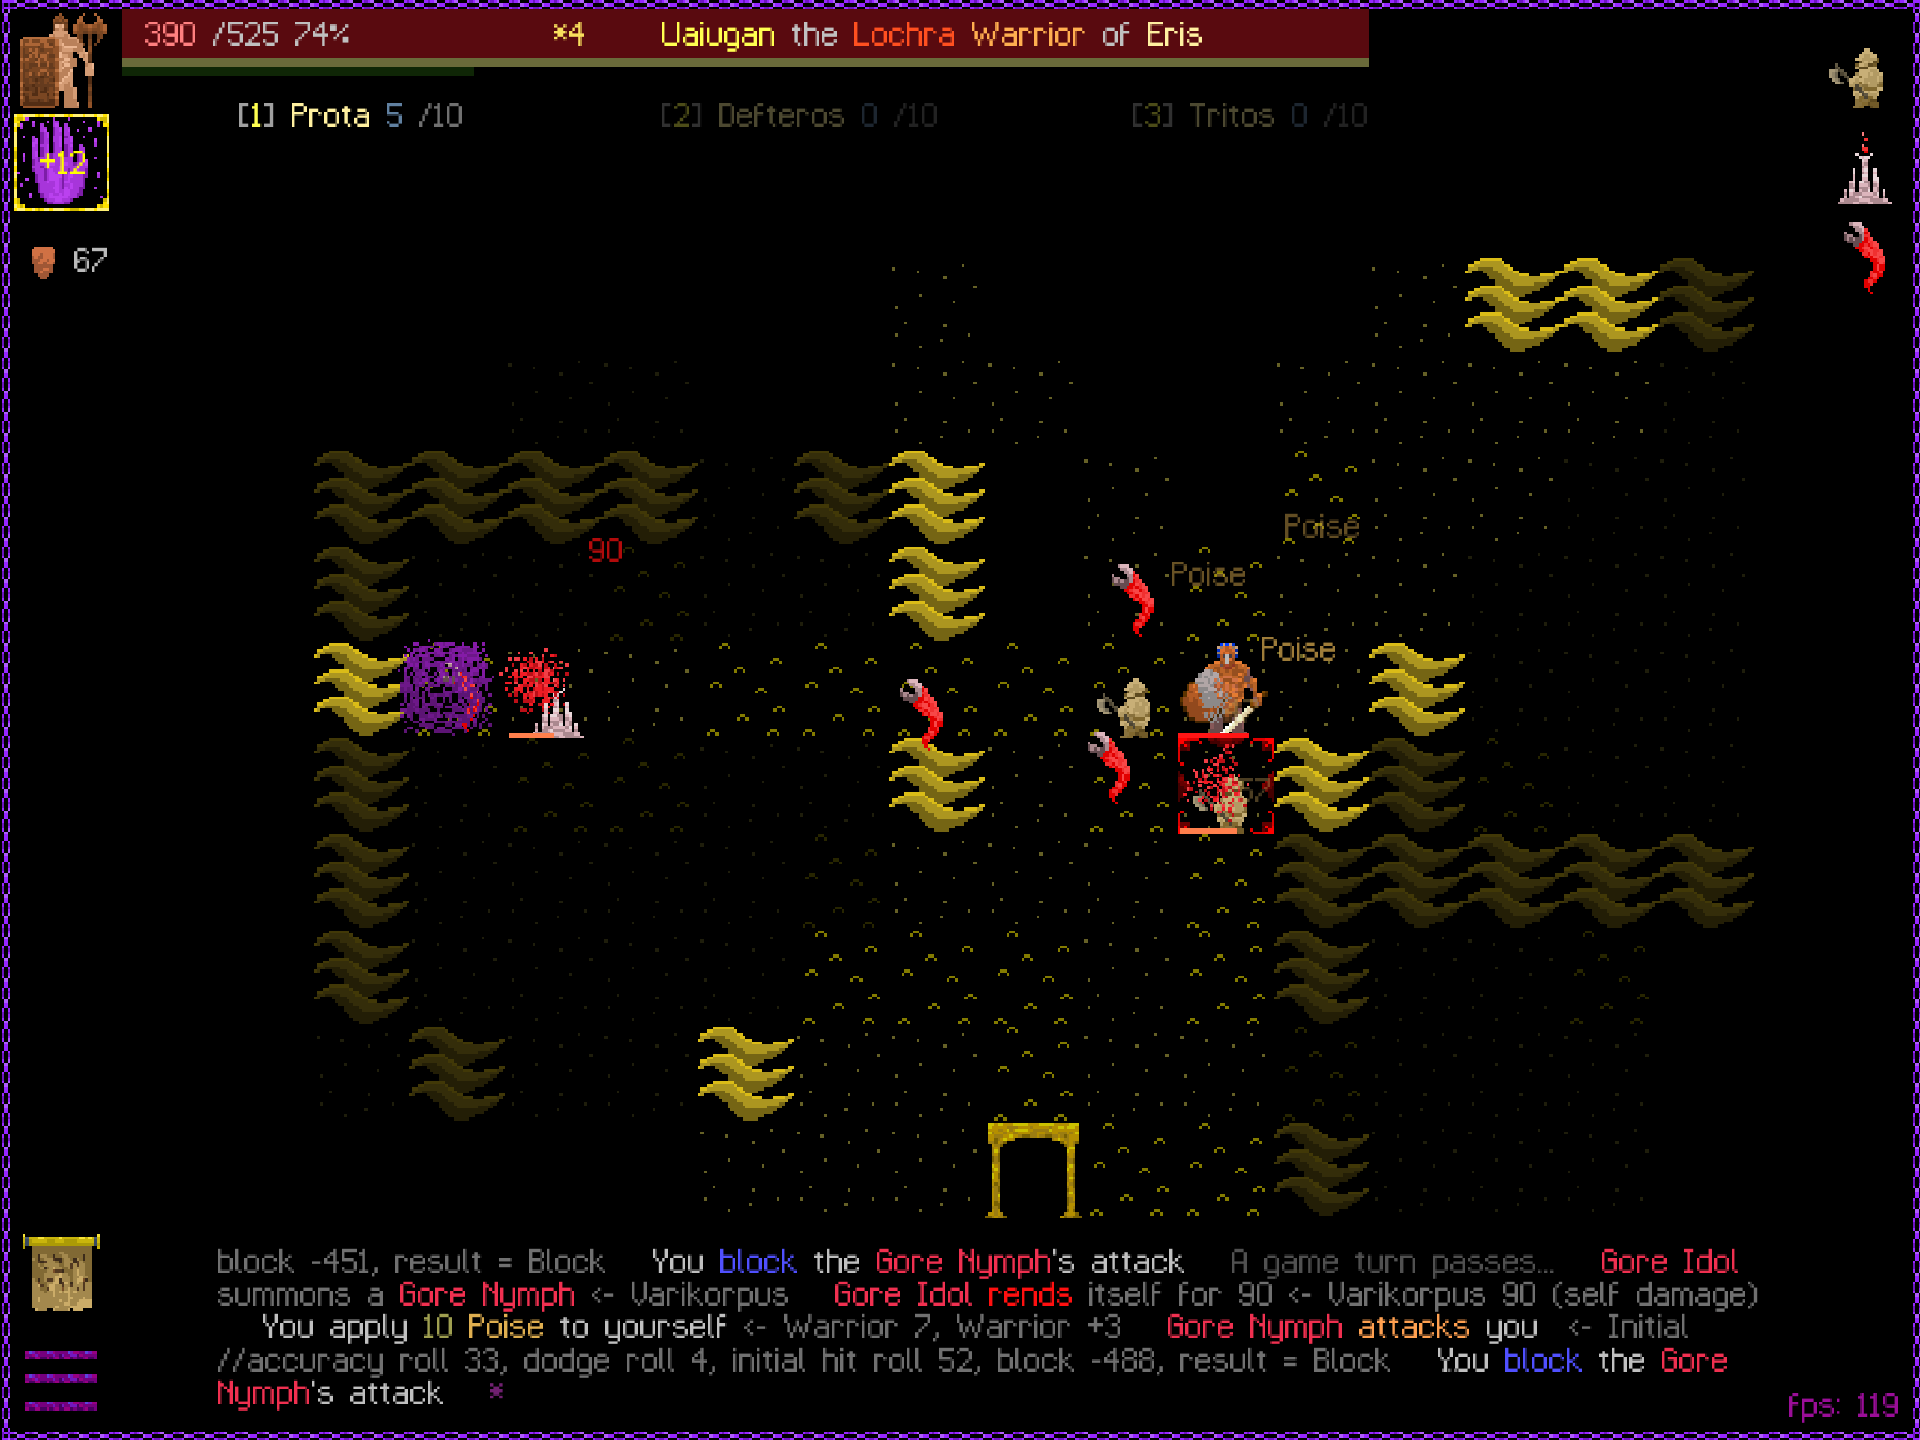 390 /525 74% *4 Uaiugan the Lochra Warrior of Eris
[1] Prota 5 /10 [2] Defteros 0 /10 [3] Tritos 0 /10
+12
67
Poise
90
Poise
Poise
block -451, result = Block You block the Gore Nymph's attack A game turn passes... Gore Idol
summons a Gore Nymph <- Varikorpus Gore Idol rends itself for 90 <- Varikorpus 90 (self damage)
You apply 10 Poise to yourself <- Warrior 7, Warrior +3 Gore Nymph attacks you <- Initial
//accuracy roll 33, dodge roll 4, initial hit roll 52, block -488, result = Block You block the Gore
Nymph's attack *
fps: 119